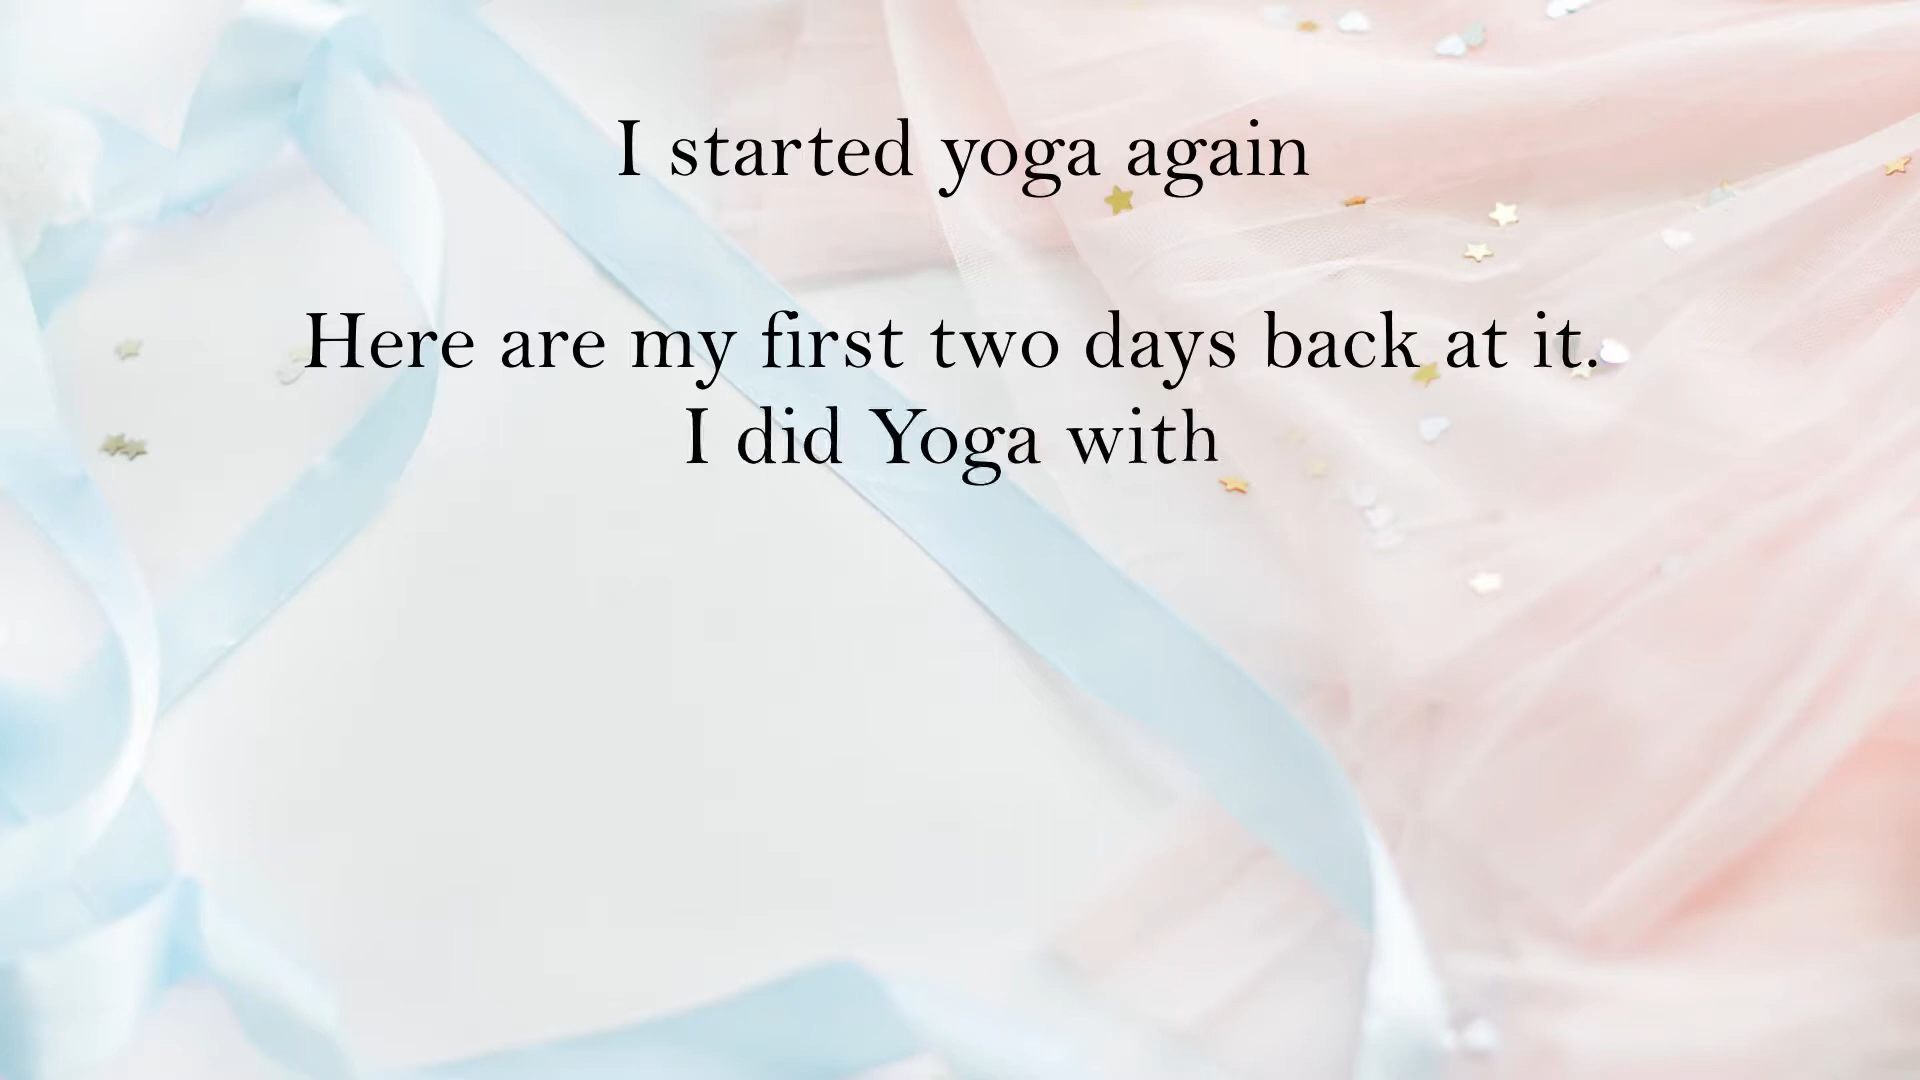 I started yoga again
Here are my first two days back at it.
I did Yoga with